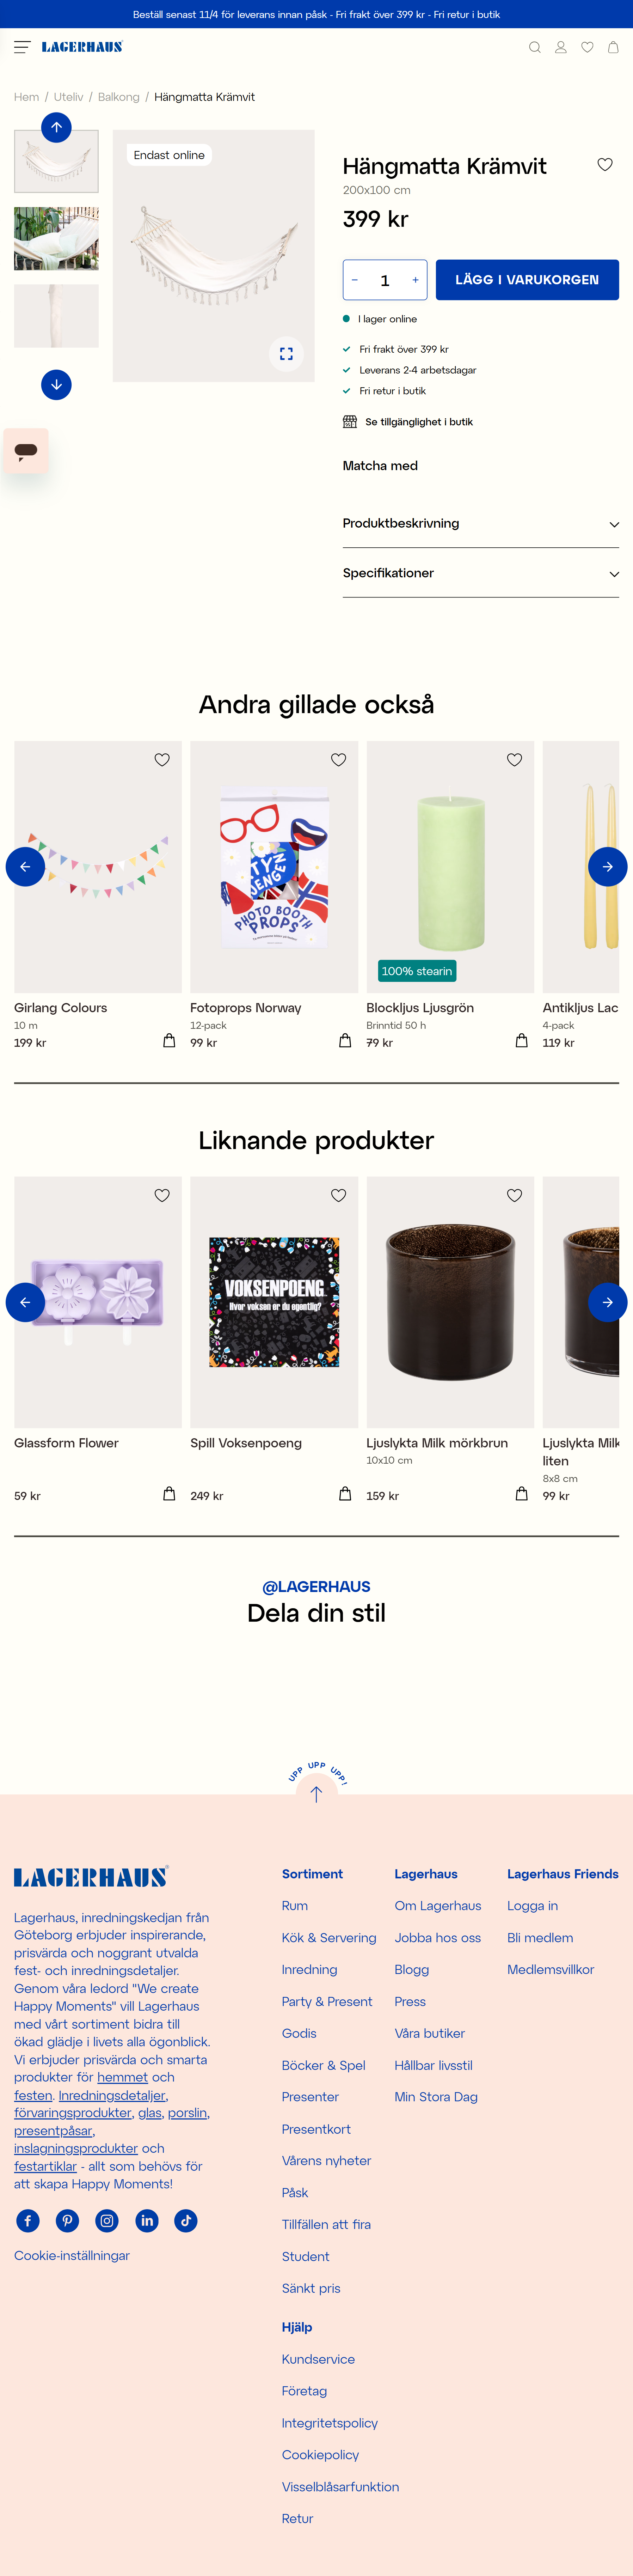 Beställ senast 11/4 för leverans innan påsk - Fri frakt över 399 kr - Fri retur i butik
LAGERHAUS
Hem / Uteliv / Balkong / Hängmatta Krämvit
Endast online
Hängmatta Krämvit
200x100 cm
399 kr
− 1 +
LÄGG I VARUKORGEN
I lager online
Fri frakt över 399 kr
Leverans 2-4 arbetsdagar
Fri retur i butik
Se tillgänglighet i butik
Matcha med
Produktbeskrivning
Specifikationer
Andra gillade också
PHOTO BOOTH
PROPS
100% stearin
Girlang Colours
10 m
199 kr
Fotoprops Norway
12-pack
99 kr
Blockljus Ljusgrön
Brinntid 50 h
79 kr
Antikljus Lac
4-pack
119 kr
Liknande produkter
VOKSENPOENG
Hvor voksen er du egentlig?
Glassform Flower
59 kr
Spill Voksenpoeng
249 kr
Ljuslykta Milk mörkbrun
10x10 cm
159 kr
Ljuslykta Milk
liten
8x8 cm
99 kr
@LAGERHAUS
Dela din stil
UPP UPP UPP!
LAGERHAUS
Lagerhaus, inredningskedjan från
Göteborg erbjuder inspirerande,
prisvärda och noggrant utvalda
fest- och inredningsdetaljer.
Genom våra ledord "We create
Happy Moments" vill Lagerhaus
med vårt sortiment bidra till
ökad glädje i livets alla ögonblick.
Vi erbjuder prisvärda och smarta
produkter för hemmet och
festen. Inredningsdetaljer,
förvaringsprodukter, glas, porslin,
presentpåsar,
inslagningsprodukter och
festartiklar - allt som behövs för
att skapa Happy Moments!
Cookie-inställningar
Sortiment
Rum
Kök & Servering
Inredning
Party & Present
Godis
Böcker & Spel
Presenter
Presentkort
Vårens nyheter
Påsk
Tillfällen att fira
Student
Sänkt pris
Lagerhaus
Om Lagerhaus
Jobba hos oss
Blogg
Press
Våra butiker
Hållbar livsstil
Min Stora Dag
Lagerhaus Friends
Logga in
Bli medlem
Medlemsvillkor
Hjälp
Kundservice
Företag
Integritetspolicy
Cookiepolicy
Visselblåsarfunktion
Retur